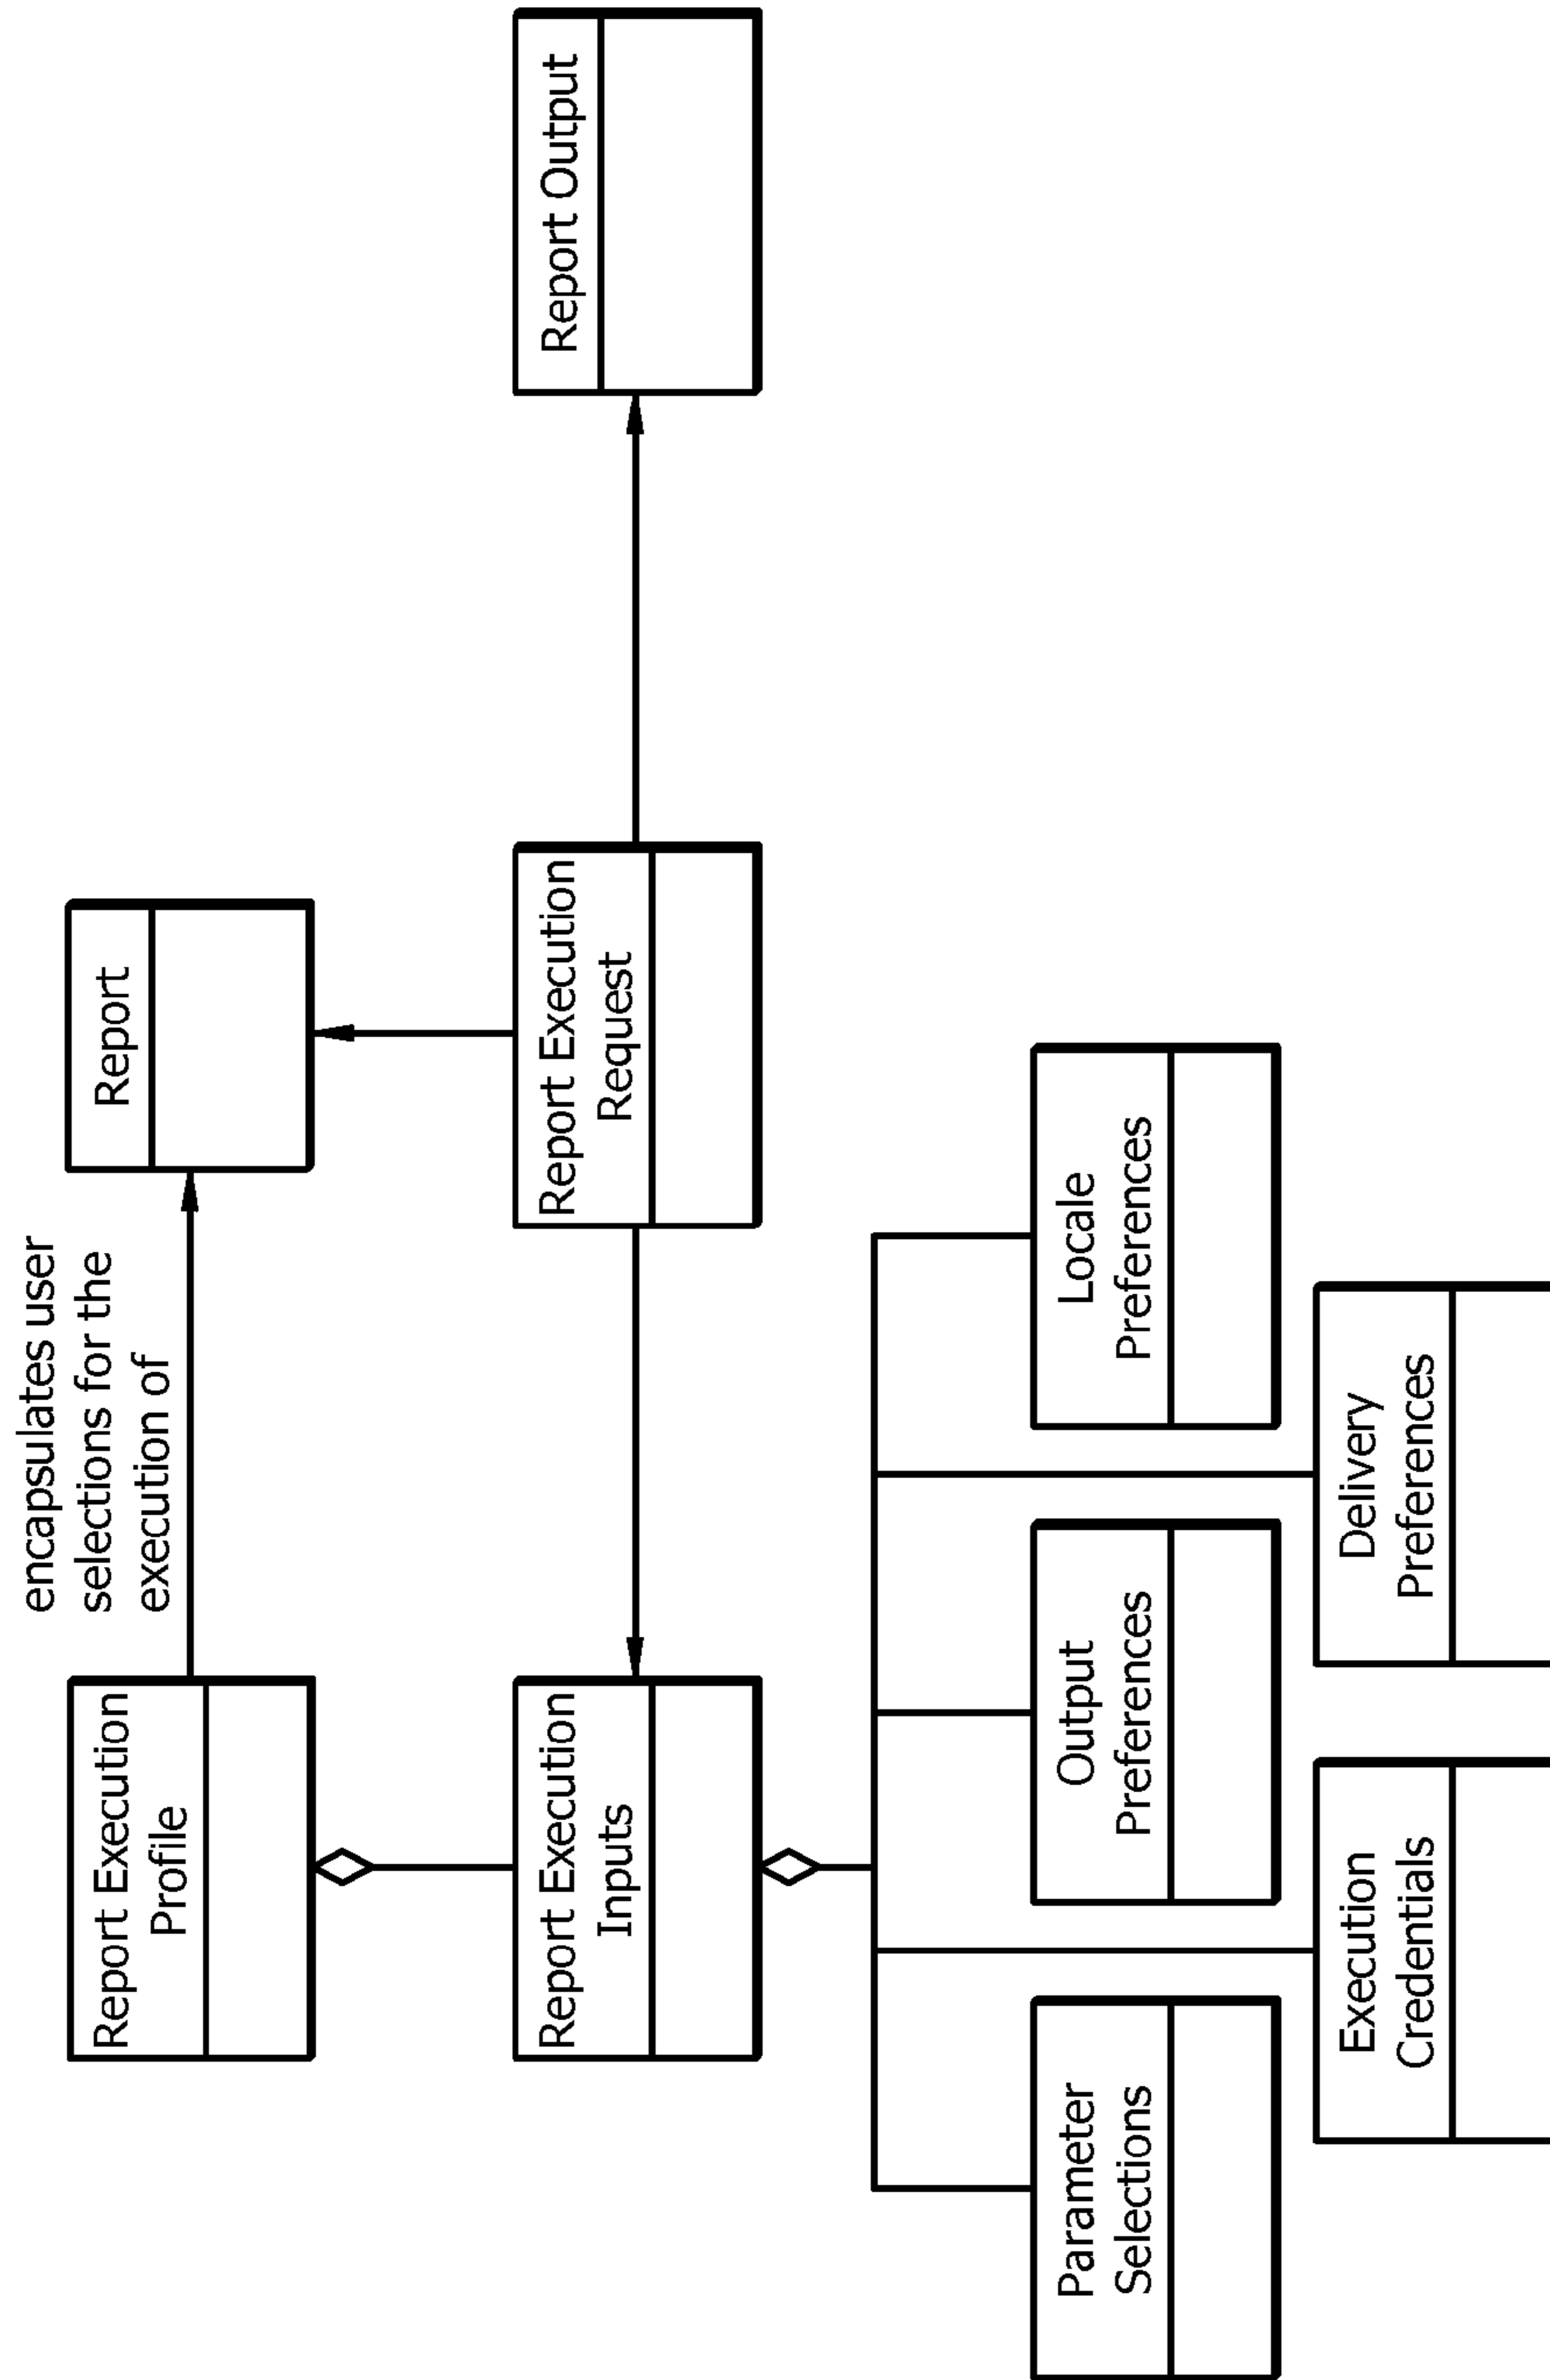 Report Execution
Profile
encapsulates user
selections for the
execution of
Report
Report Execution
Inputs
Report Execution
Request
Report Output
Parameter
Selections
Output
Preferences
Locale
Preferences
Execution
Credentials
Delivery
Preferences